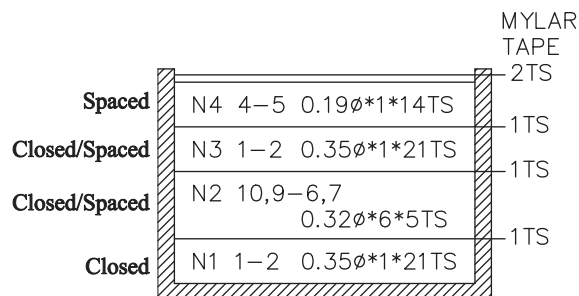 MYLAR
TAPE
2TS
Spaced N4 4-5 0.19ø*1*14TS
1TS
Closed/Spaced N3 1-2 0.35ø*1*21TS
1TS
Closed/Spaced N2 10,9-6,7
0.32ø*6*5TS
1TS
Closed N1 1-2 0.35ø*1*21TS